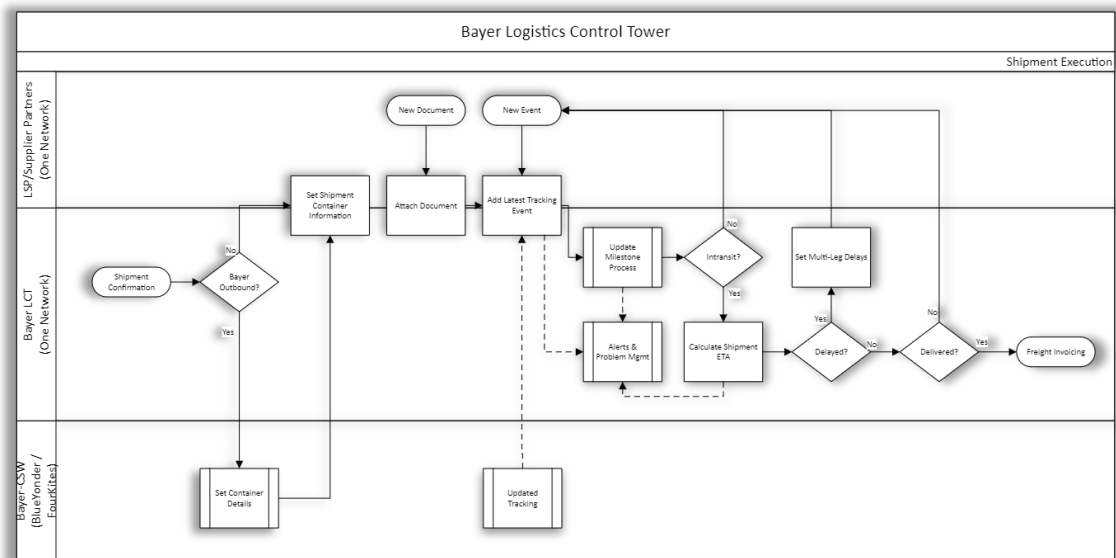 Bayer Logistics Control Tower
Shipment Execution
LSP/Supplier Partners
(One Network)
New Document
New Event
Set Shipment
Container
Information
Attach Document
Add Latest Tracking
Event
Bayer LCT
(One Network)
Shipment
Confirmation
No
Bayer
Outbound?
Yes
Update
Milestone
Process
No
Intransit?
Yes
Set Multi-Leg Delays
Alerts &
Problem Mgmt
Calculate Shipment
ETA
Yes
Delayed?
No
No
Delivered?
Yes
Freight Invoicing
Bayer-CSW
(BlueYonder /
FourKites)
Set Container
Details
Updated
Tracking